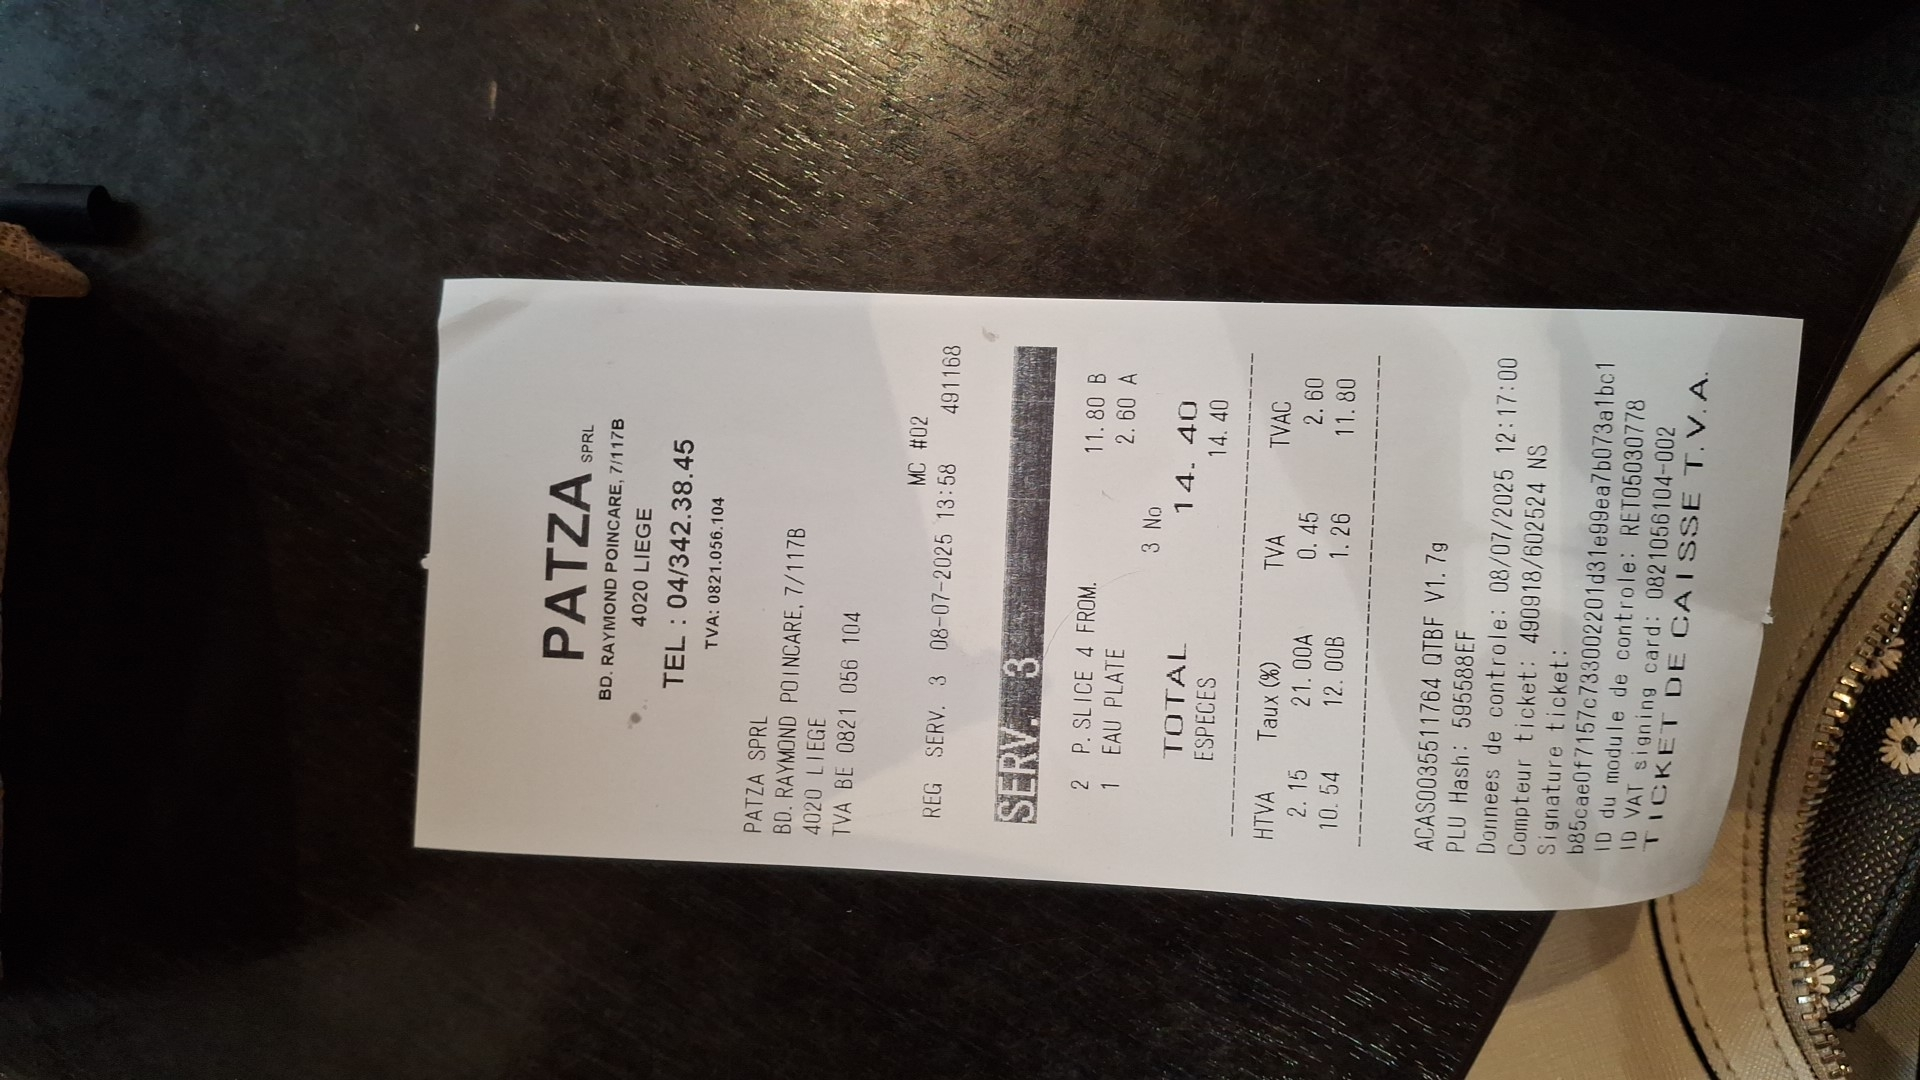 PATZA SPRL
BD. RAYMOND POINCARE, 7/117B
4020 LIEGE
TEL : 04/342.38.45
TVA: 0821.056.104
PATZA SPRL
BD. RAYMOND POINCARE, 7/117B
4020 LIEGE
TVA BE 0821 056 104
MC #02
REG SERV. 3 08-07-2025 13:58 491168
SERV. 3
2 P.SLICE 4 FROM. 11.80 B
1 EAU PLATE 2.60 A
3 No
TOTAL 14.40
ESPECES 14.40
HTVA Taux(%) TVA TVAC
2.15 21.00A 0.45 2.60
10.54 12.00B 1.26 11.80
ACAS0035511764 QTBF V1.7g
PLU Hash: 595588EF
Donnees de controle: 08/07/2025 12:17:00
Compteur ticket: 490918/602524 NS
Signature ticket:
b85cae0f7157c733002201d31e99ea7b073a1bc1
ID du module de controle: RET05030778
ID VAT signing card: 0821056104-002
TICKET DE CAISSE T.V.A.